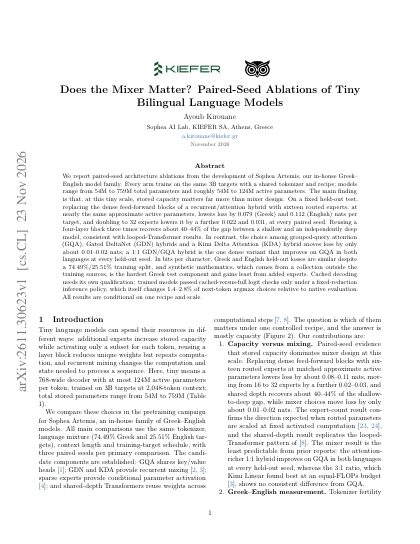 KIEFER
Does the Mixer Matter? Paired-Seed Ablations of Tiny
Bilingual Language Models
Ayoub Kirouane
Sophea AI Lab, KIEFER SA, Athens, Greece
a.kirouane@kiefer.gr
November 2026
arXiv:2611.30623v1 [cs.CL] 23 Nov 2026
Abstract
We report paired-seed architecture ablations from the development of Sophea Artemis, an in-house Greek-
English model family. Every arm trains on the same 3B targets with a shared tokenizer and recipe; models
range from 54M to 759M total parameters and roughly 54M to 124M active parameters. The main finding
is that, at this tiny scale, stored capacity matters far more than mixer design. On a fixed held-out test,
replacing the dense feed-forward blocks of a recurrent/attention hybrid with sixteen routed experts, at
nearly the same approximate active parameters, lowers loss by 0.079 (Greek) and 0.112 (English) nats per
target, and doubling to 32 experts lowers it a further 0.022 and 0.031, at every paired seed. Reusing a
four-layer block three times recovers about 40–44% of the gap between a shallow and an independently
deep model, consistent with looped-Transformer results. In contrast, the choice among grouped-query attention
(GQA), Gated DeltaNet (GDN) hybrids and a Kimi Delta Attention (KDA) hybrid moves loss by only
about 0.01–0.02 nats; a 1:1 GDN/GQA hybrid is the one dense variant that improves on GQA in both
languages at every held-out seed. In bits per character, Greek and English held-out losses are similar despite
a 74.49%/25.51% training split, and synthetic mathematics, which comes from a collection outside the
training sources, is the hardest Greek test component and gains least from added experts. Cached decoding
needs its own qualification: trained models passed cached-versus-full logit checks only under a fixed-reduction
inference policy, which itself changes 1.4–2.8% of next-token argmax choices relative to native evaluation.
All results are conditional on one recipe and scale.
1 Introduction
Tiny language models can spend their resources in dif-
ferent ways: additional experts increase stored capacity
while activating only a subset for each token, reusing a
layer block reduces unique weights but repeats computa-
tion, and recurrent mixing changes the computation and
state needed to process a sequence. Here, tiny means a
768-wide decoder with at most 124M active parameters
per token, trained on 3B targets at 2,048-token context;
total stored parameters range from 54M to 759M (Table
1).
We compare these choices in the pretraining campaign
for Sophea Artemis, an in-house family of Greek–English
models. All main comparisons use the same tokenizer,
language mixture (74.49% Greek and 25.51% English tar-
gets), context length and training-target schedule, with
three paired seeds per primary comparison. The candi-
date components are established: GQA shares key/value
heads [1]; GDN and KDA provide recurrent mixing [2, 3];
sparse experts provide conditional parameter activation
[4]; and shared-depth Transformers reuse weights across
computational steps [7, 8]. The question is which of them
matters under one controlled recipe, and the answer is
mostly capacity (Figure 2). Our contributions are:
1. Capacity versus mixing. Paired-seed evidence
that stored capacity dominates mixer design at this
scale. Replacing dense feed-forward blocks with six-
teen routed experts at matched approximate active
parameters lowers loss by about 0.08–0.11 nats, mov-
ing from 16 to 32 experts by a further 0.02–0.03, and
shared depth recovers about 40–44% of the shallow-
to-deep gap, while mixer choices move loss by only
about 0.01–0.02 nats. The expert-count result con-
firms the direction expected when routed parameters
are scaled at fixed activated computation [23, 24],
and the shared-depth result replicates the looped-
Transformer pattern of [8]. The mixer result is the
least predictable from prior reports: the attention-
richer 1:1 hybrid improves on GQA in both languages
at every held-out seed, whereas the 3:1 ratio, which
Kimi Linear found best at an equal-FLOPs budget
[3], shows no consistent difference from GQA.
2. Greek–English measurement. Tokenizer fertility
1